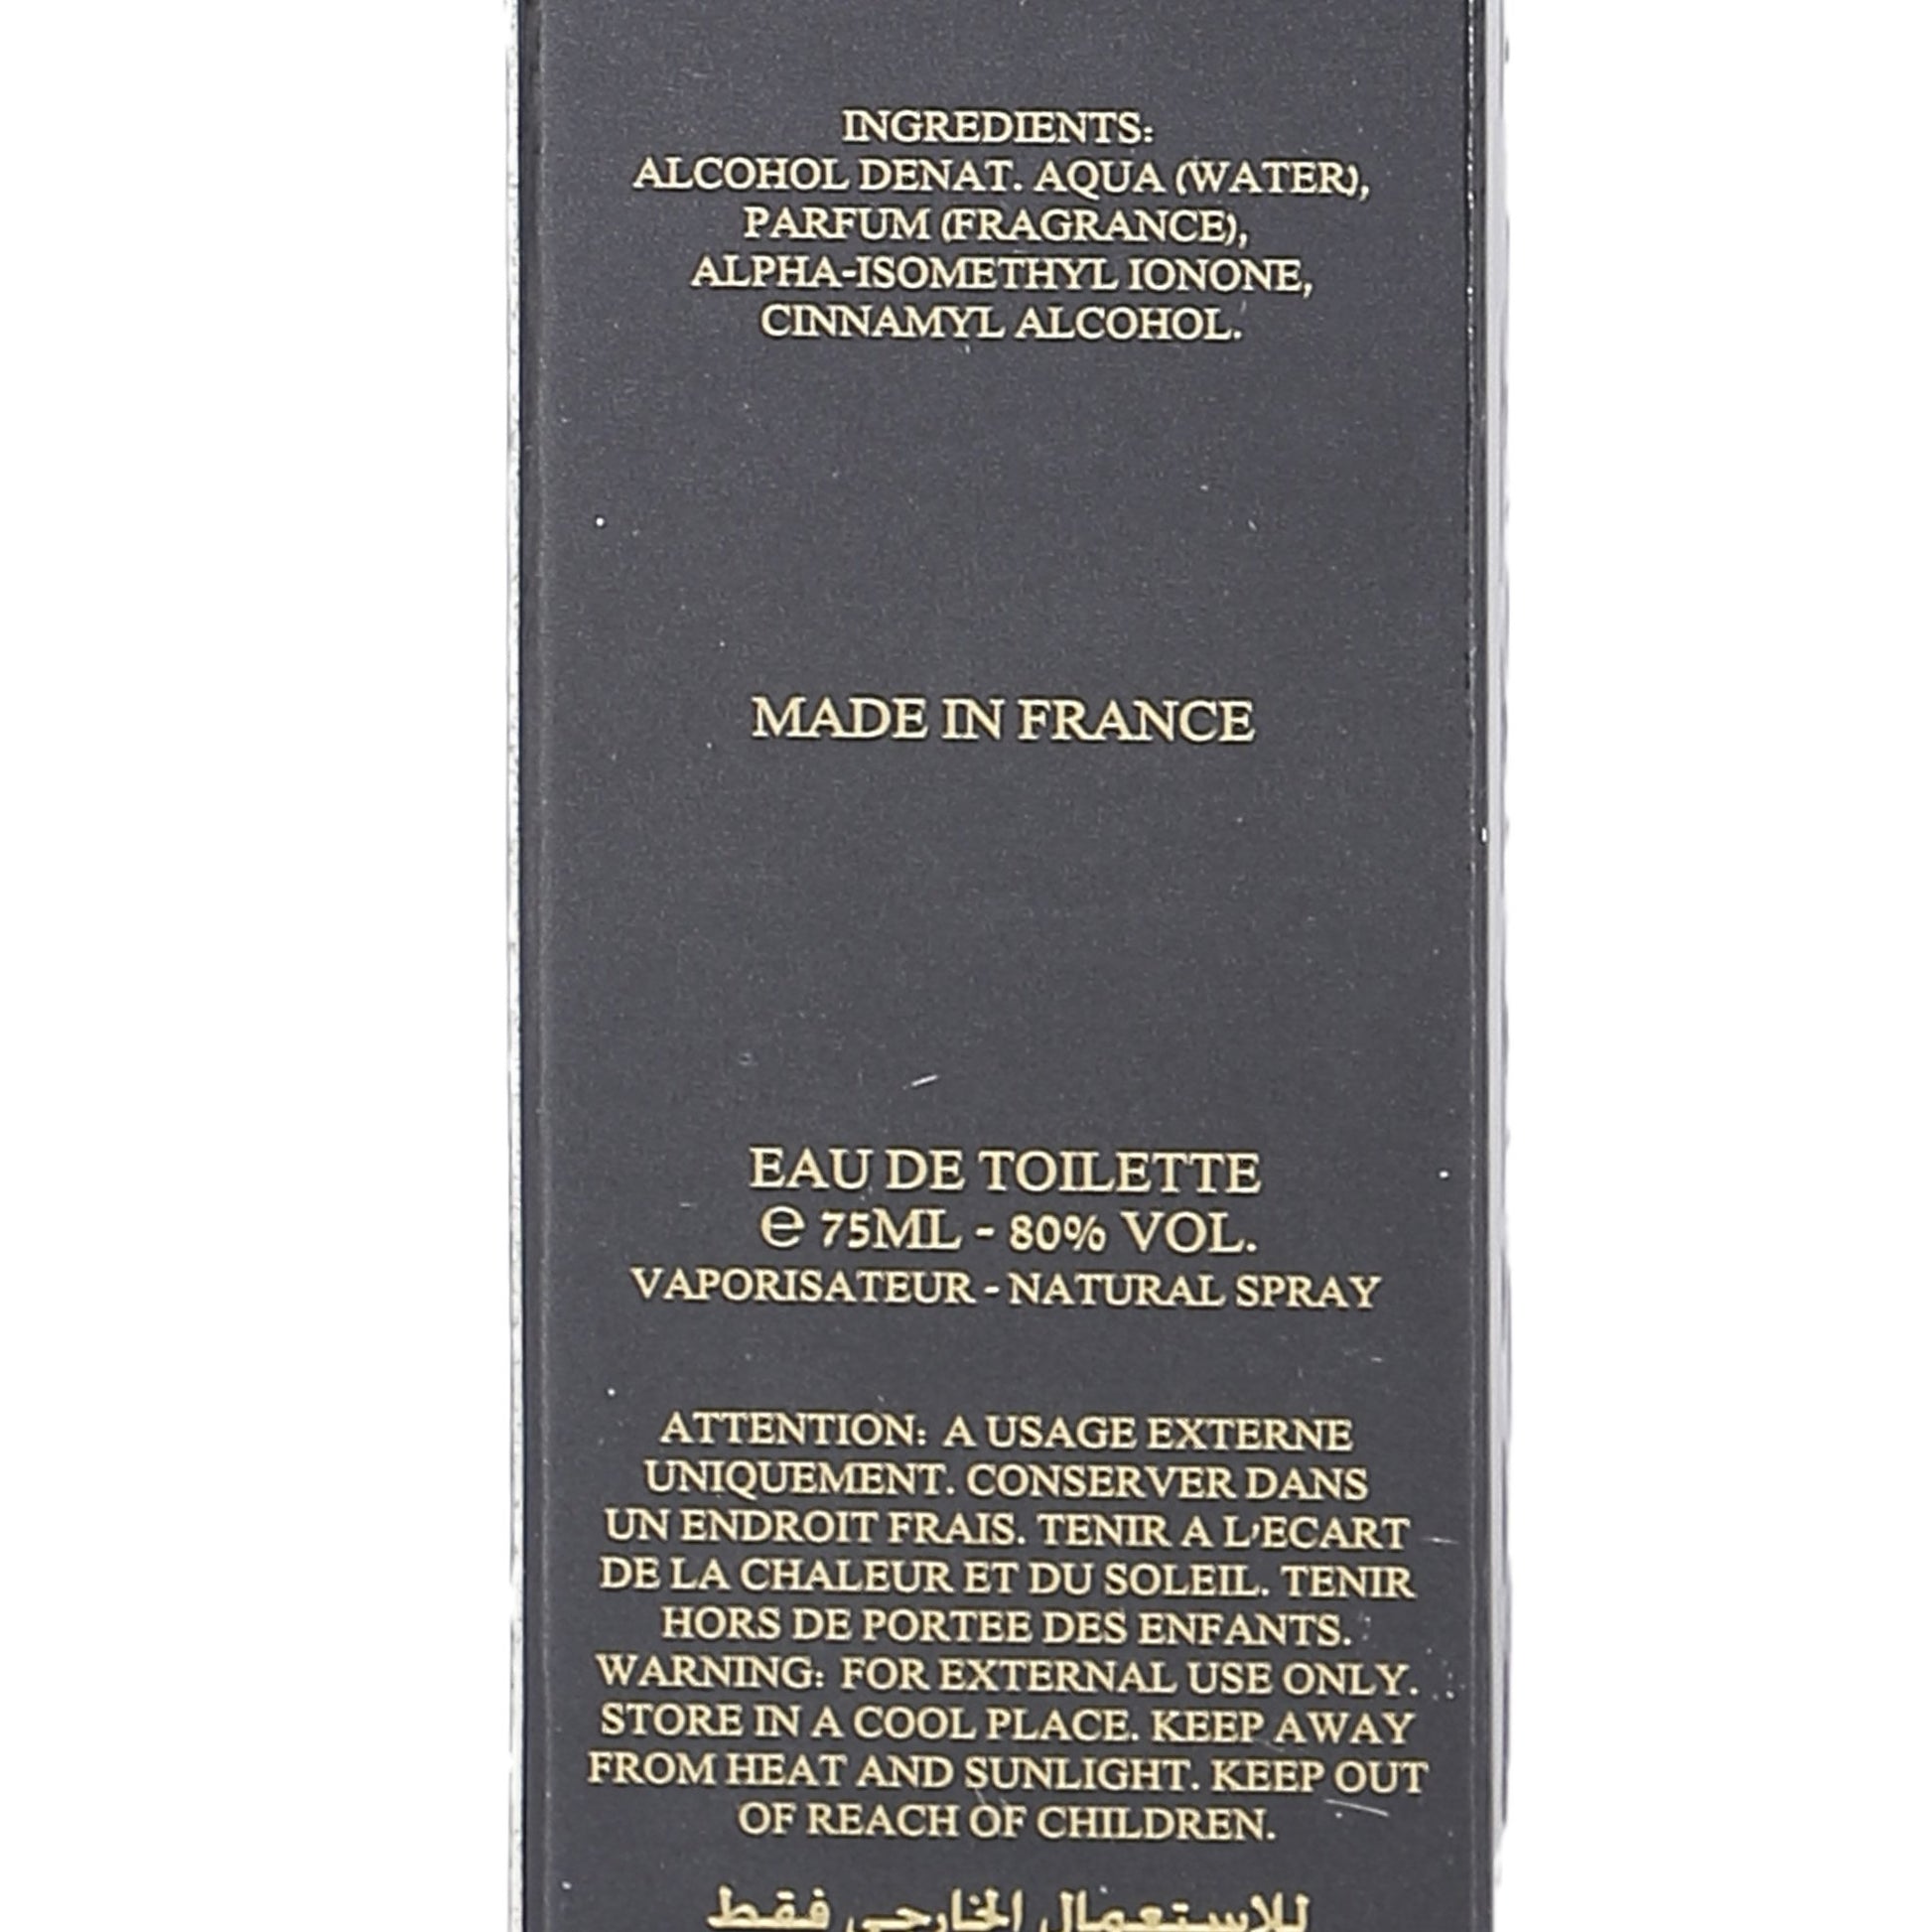 INGREDIENTS:
ALCOHOL DENAT. AQUA (WATER),
PARFUM (FRAGRANCE),
ALPHA-ISOMETHYL IONONE,
CINNAMYL ALCOHOL.
MADE IN FRANCE
EAU DE TOILETTE
℮ 75ML - 80% VOL.
VAPORISATEUR - NATURAL SPRAY
ATTENTION: A USAGE EXTERNE
UNIQUEMENT. CONSERVER DANS
UN ENDROIT FRAIS. TENIR A L'ECART
DE LA CHALEUR ET DU SOLEIL. TENIR
HORS DE PORTEE DES ENFANTS.
WARNING: FOR EXTERNAL USE ONLY.
STORE IN A COOL PLACE. KEEP AWAY
FROM HEAT AND SUNLIGHT. KEEP OUT
OF REACH OF CHILDREN.
للإستعمال الخارجي فقط